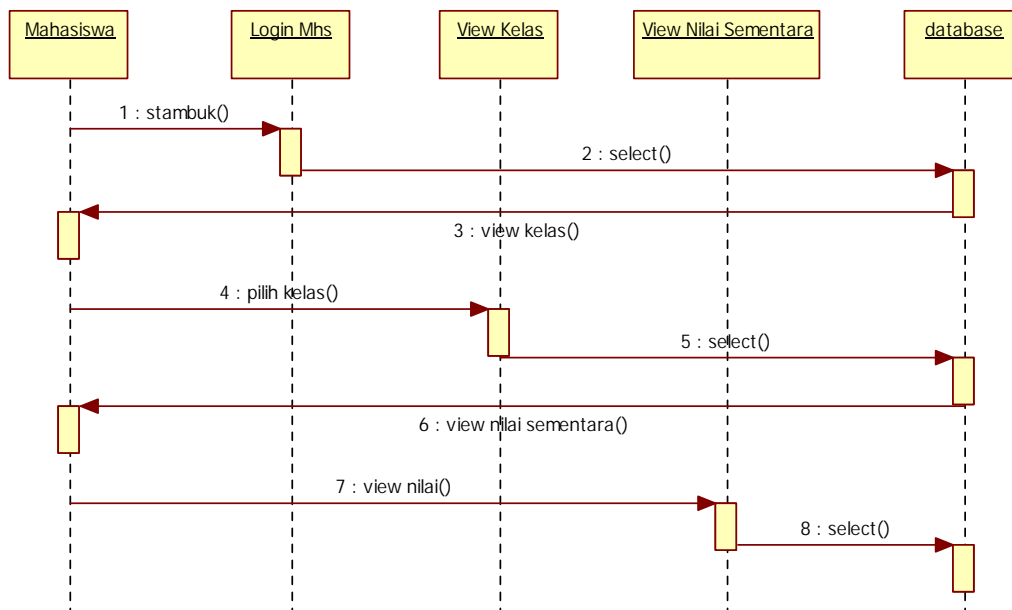 Mahasiswa
Login Mhs
View Kelas
View Nilai Sementara
database
1 : stambuk()
2 : select()
3 : view kelas()
4 : pilih kelas()
5 : select()
6 : view nilai sementara()
7 : view nilai()
8 : select()